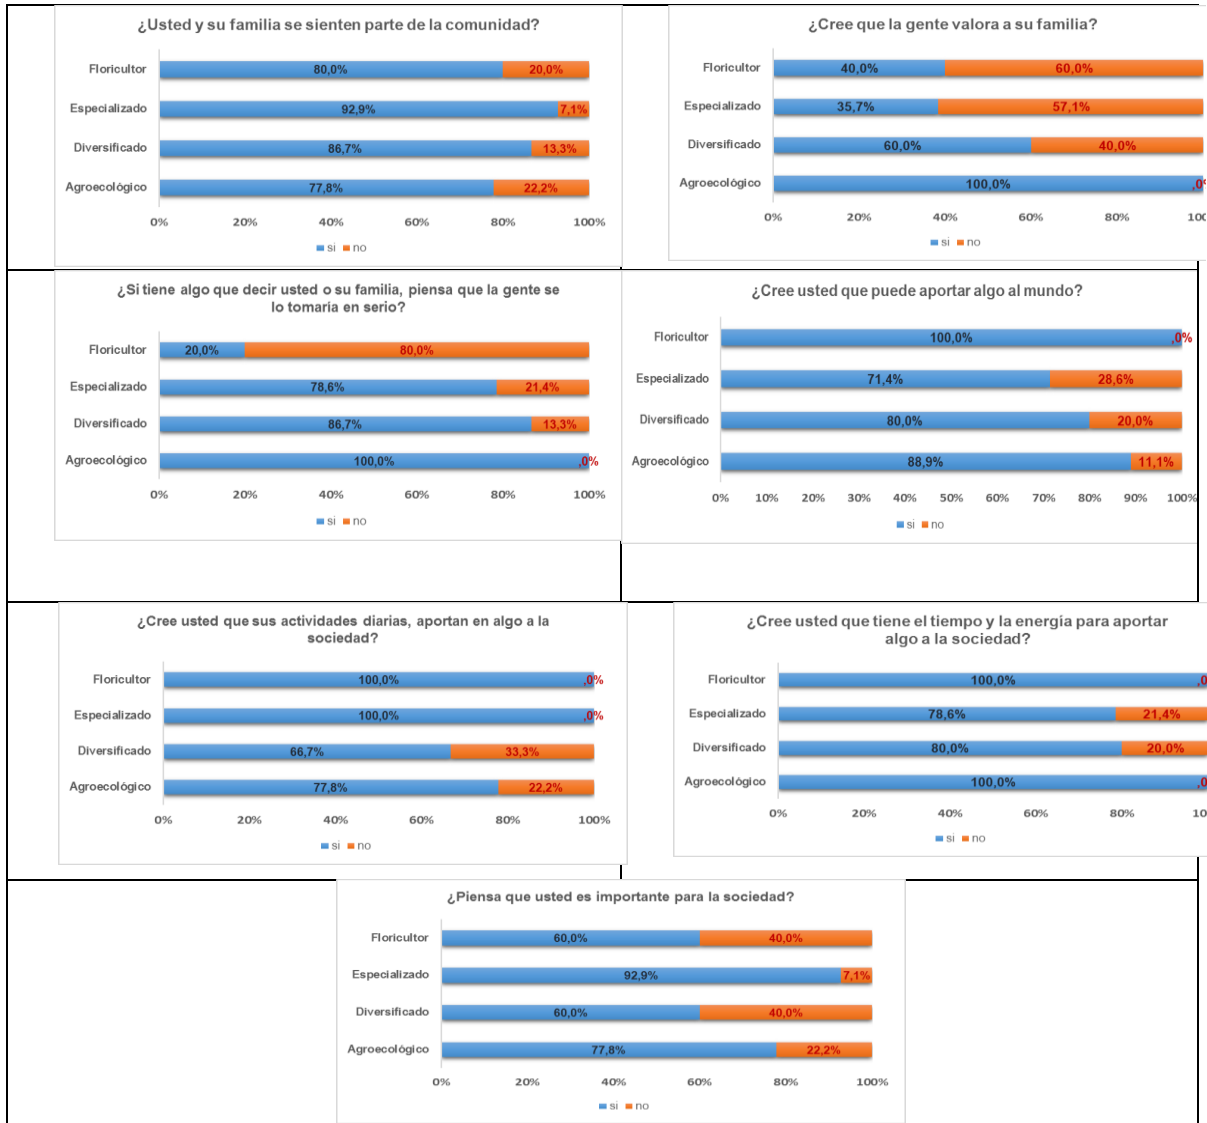 ¿Usted y su familia se sienten parte de la comunidad?
Floricultor 80,0% 20,0%
Especializado 92,9% 7,1%
Diversificado 86,7% 13,3%
Agroecológico 77,8% 22,2%
0% 20% 40% 60% 80% 100%
si no
¿Cree que la gente valora a su familia?
Floricultor 40,0% 60,0%
Especializado 35,7% 57,1%
Diversificado 60,0% 40,0%
Agroecológico 100,0% ,0%
0% 20% 40% 60% 80% 100
si no
¿Si tiene algo que decir usted o su familia, piensa que la gente se
lo tomaría en serio?
Floricultor 20,0% 80,0%
Especializado 78,6% 21,4%
Diversificado 86,7% 13,3%
Agroecológico 100,0% ,0%
0% 20% 40% 60% 80% 100%
si no
¿Cree usted que puede aportar algo al mundo?
Floricultor 100,0% ,0%
Especializado 71,4% 28,6%
Diversificado 80,0% 20,0%
Agroecológico 88,9% 11,1%
0% 10% 20% 30% 40% 50% 60% 70% 80% 90% 100%
si no
¿Cree usted que sus actividades diarias, aportan en algo a la
sociedad?
Floricultor 100,0% ,0%
Especializado 100,0% ,0%
Diversificado 66,7% 33,3%
Agroecológico 77,8% 22,2%
0% 20% 40% 60% 80% 100%
si no
¿Cree usted que tiene el tiempo y la energía para aportar
algo a la sociedad?
Floricultor 100,0% ,0
Especializado 78,6% 21,4%
Diversificado 80,0% 20,0%
Agroecológico 100,0% ,0
0% 20% 40% 60% 80% 100
si no
¿Piensa que usted es importante para la sociedad?
Floricultor 60,0% 40,0%
Especializado 92,9% 7,1%
Diversificado 60,0% 40,0%
Agroecológico 77,8% 22,2%
0% 20% 40% 60% 80% 100%
si no